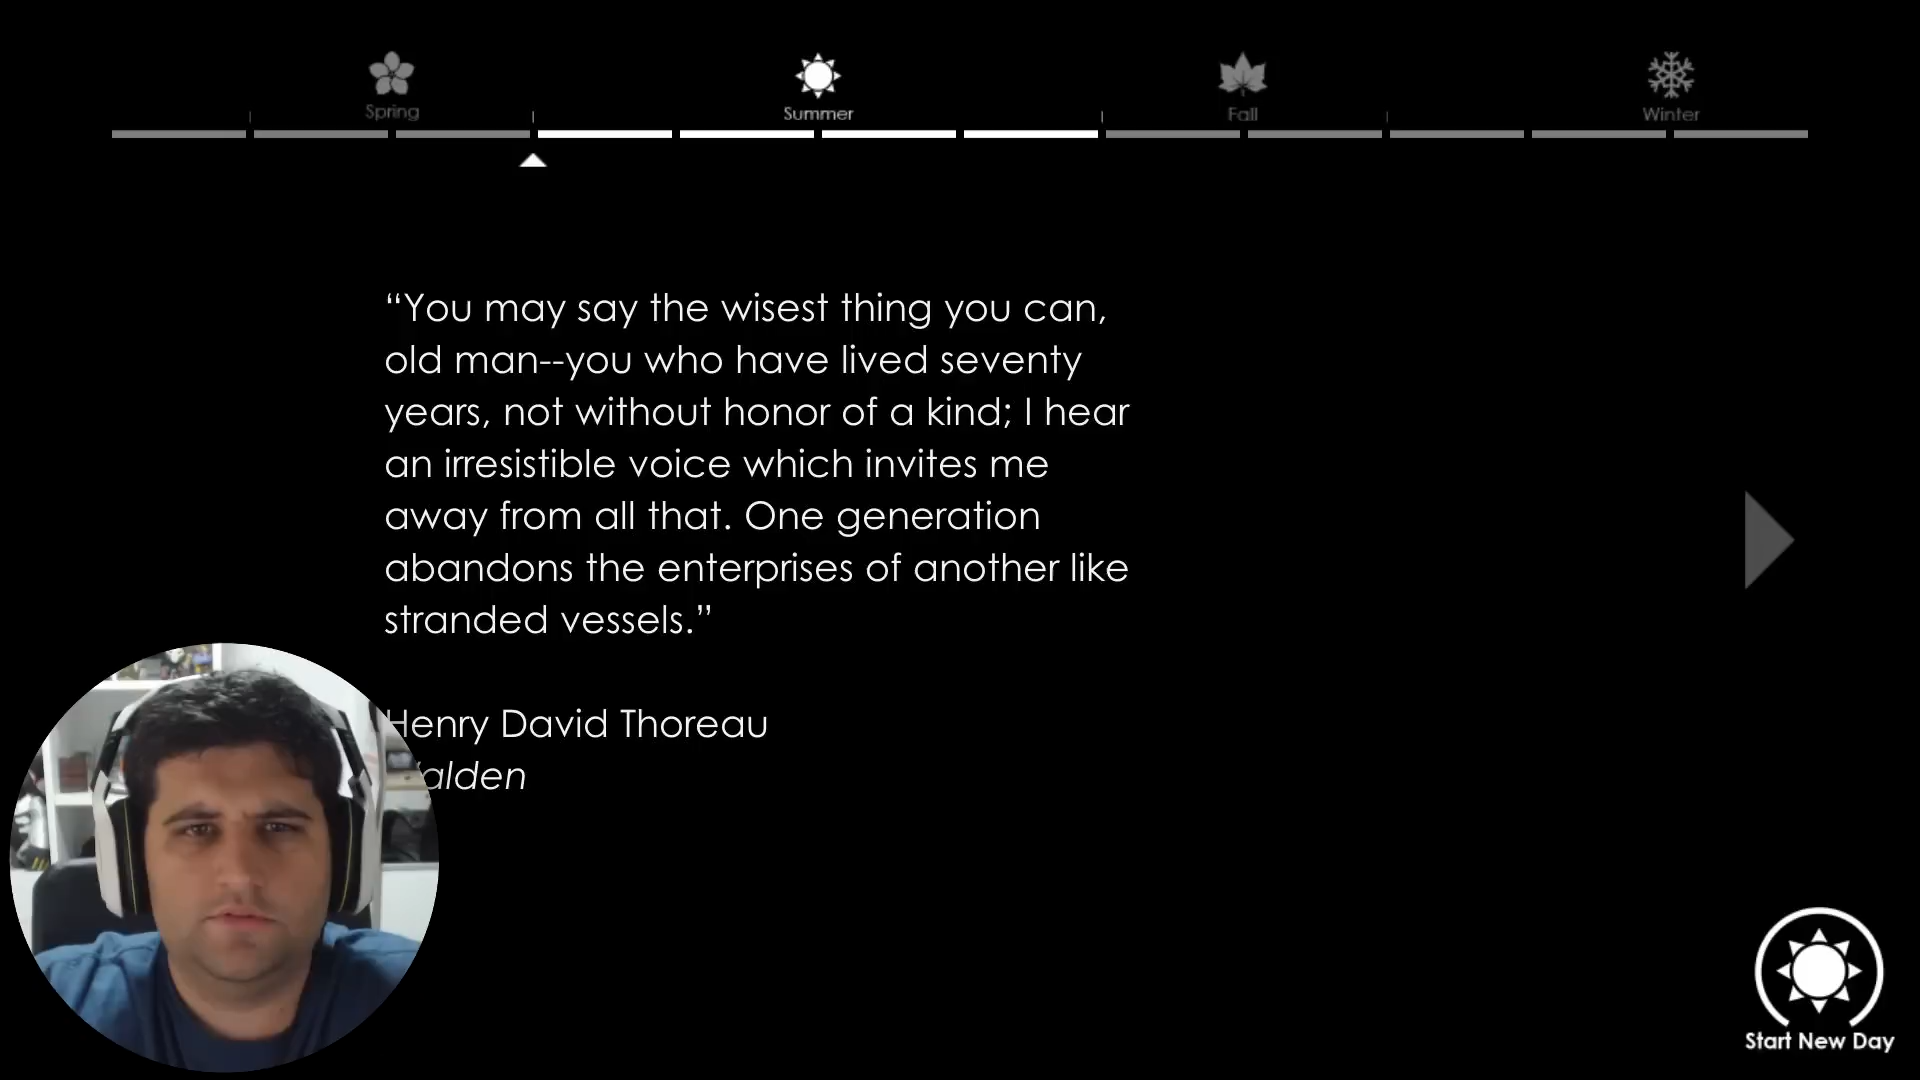 Spring
Summer
Fall
Winter
“You may say the wisest thing you can,
old man--you who have lived seventy
years, not without honor of a kind; I hear
an irresistible voice which invites me
away from all that. One generation
abandons the enterprises of another like
stranded vessels.”
Henry David Thoreau
Walden
Start New Day